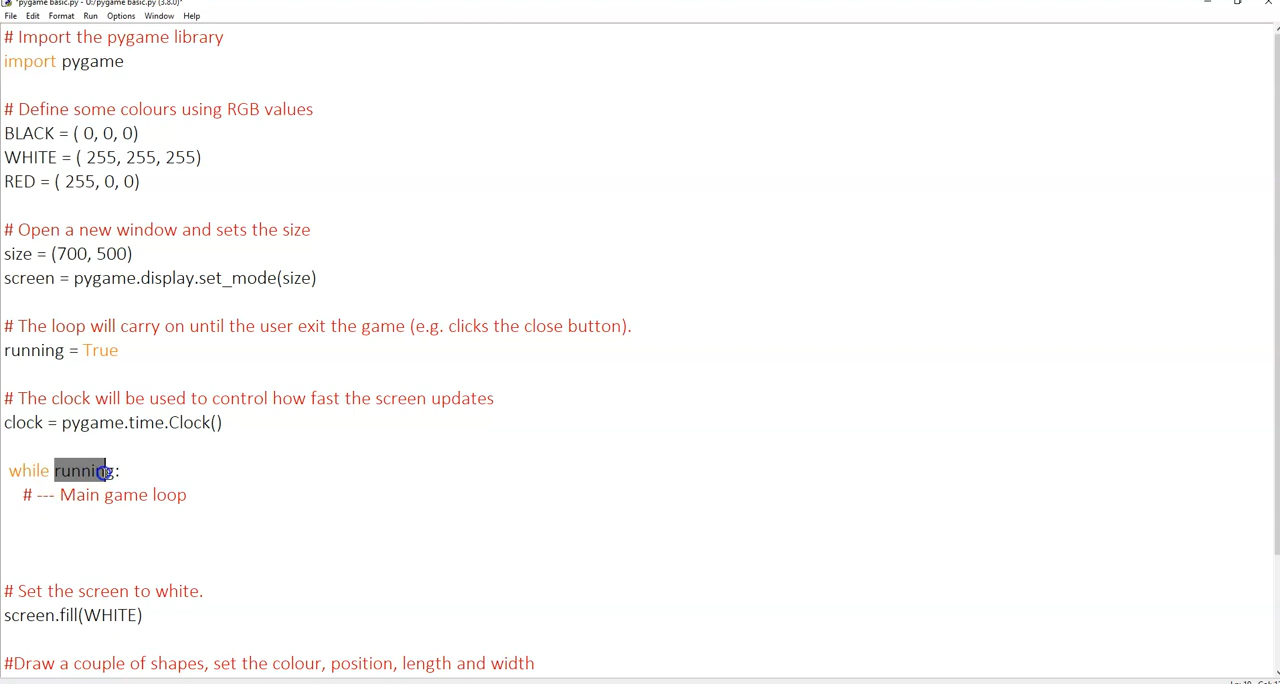 *pygame basic.py - U:/pygame basic.py (3.8.0)*
File Edit Format Run Options Window Help
# Import the pygame library
import pygame
# Define some colours using RGB values
BLACK = ( 0, 0, 0)
WHITE = ( 255, 255, 255)
RED = ( 255, 0, 0)
# Open a new window and sets the size
size = (700, 500)
screen = pygame.display.set_mode(size)
# The loop will carry on until the user exit the game (e.g. clicks the close button).
running = True
# The clock will be used to control how fast the screen updates
clock = pygame.time.Clock()
while running:
# --- Main game loop
# Set the screen to white.
screen.fill(WHITE)
#Draw a couple of shapes, set the colour, position, length and width